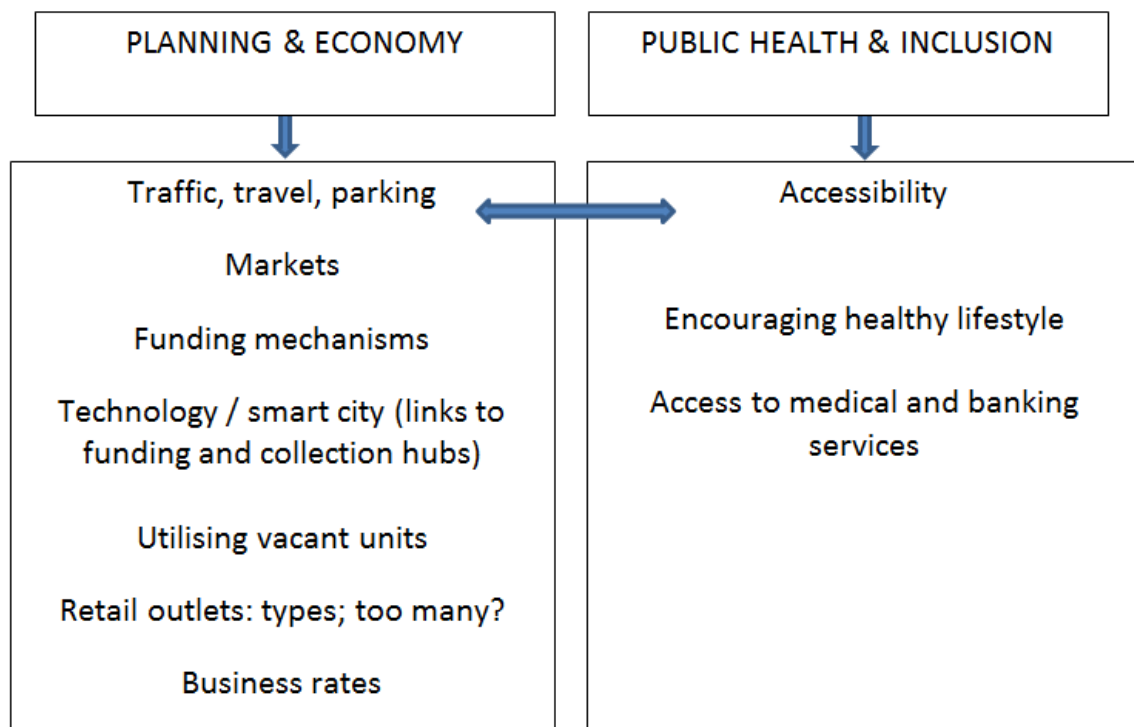 PLANNING & ECONOMY
Traffic, travel, parking
Markets
Funding mechanisms
Technology / smart city (links to
funding and collection hubs)
Utilising vacant units
Retail outlets: types; too many?
Business rates
PUBLIC HEALTH & INCLUSION
Accessibility
Encouraging healthy lifestyle
Access to medical and banking
services